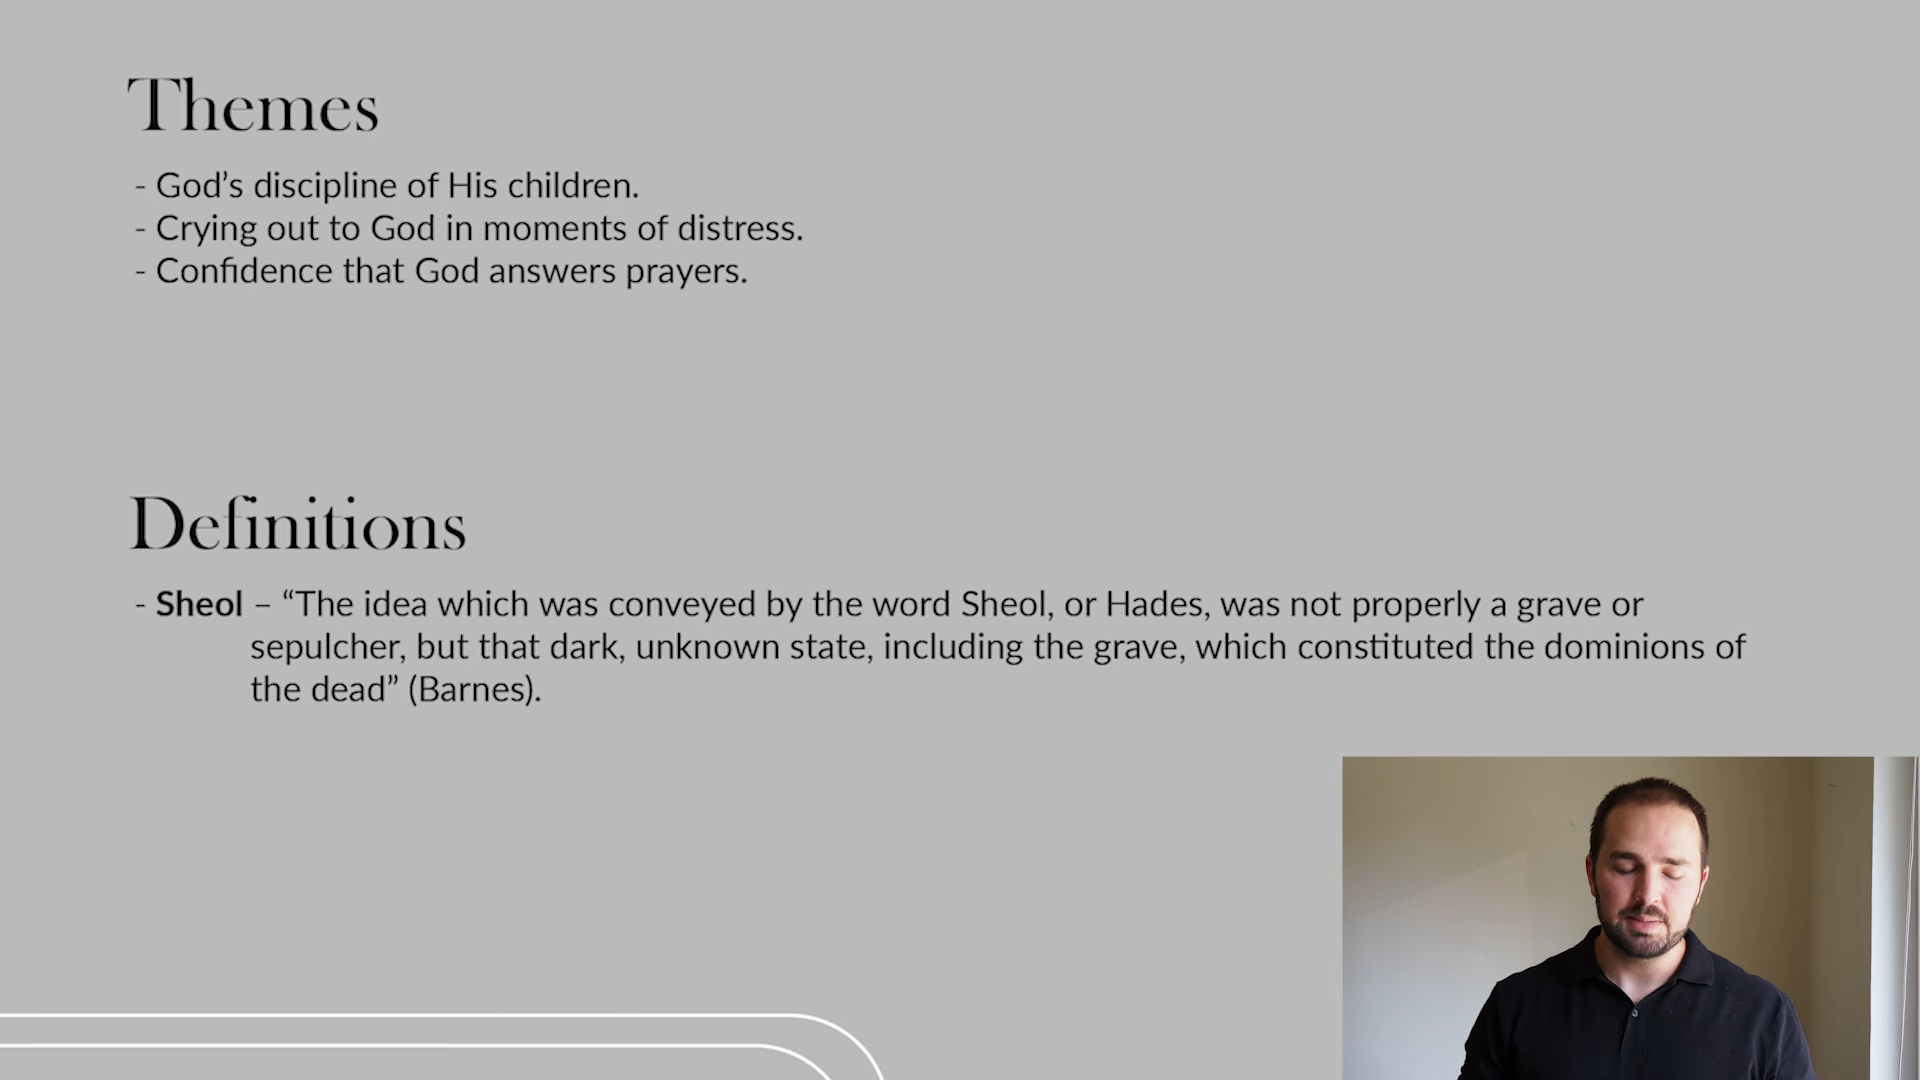 Themes
- God’s discipline of His children.
- Crying out to God in moments of distress.
- Confidence that God answers prayers.
Definitions
- Sheol – “The idea which was conveyed by the word Sheol, or Hades, was not properly a grave or
sepulcher, but that dark, unknown state, including the grave, which constituted the dominions of
the dead” (Barnes).